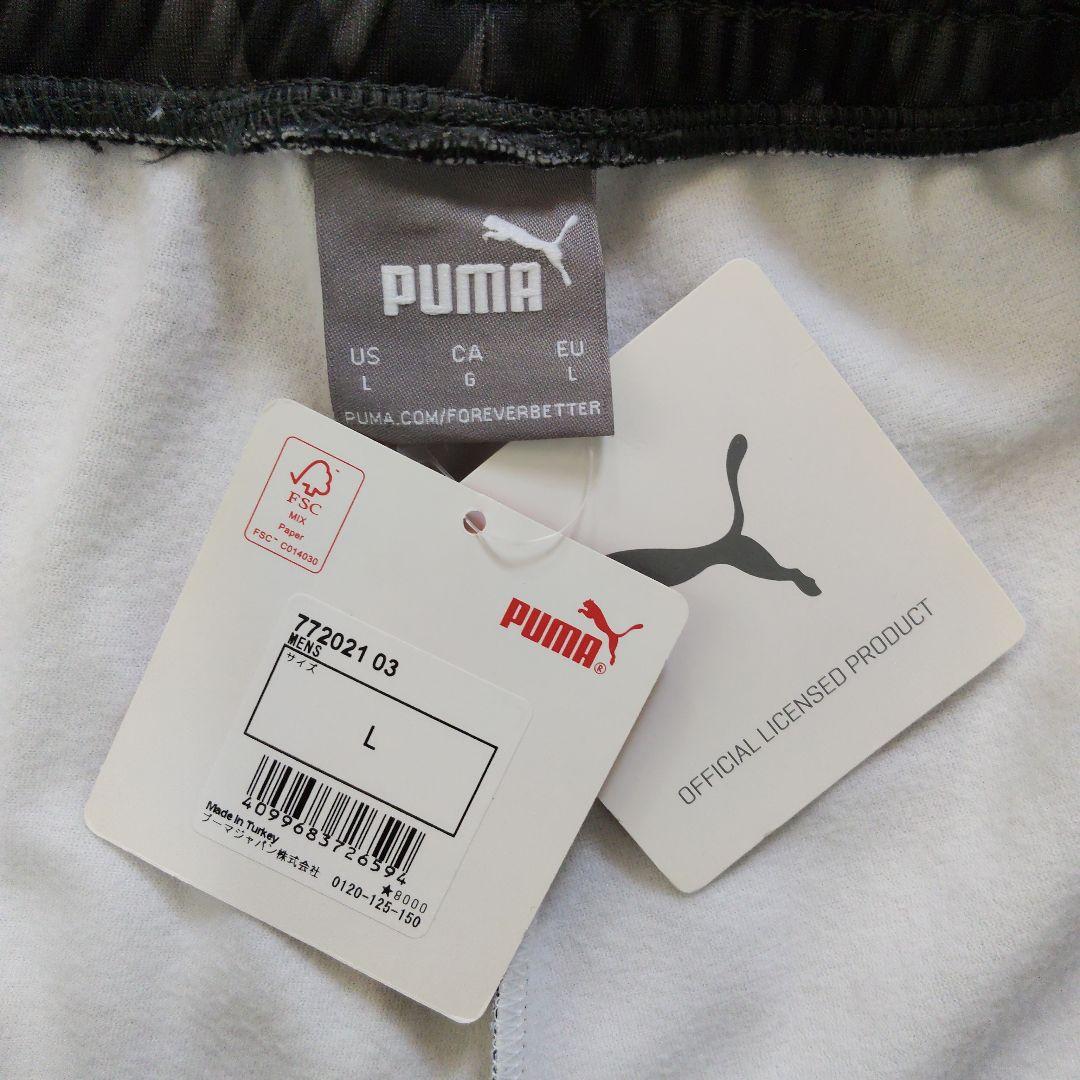 PUMA
US CA EU
L G L
PUMA.COM/FOREVERBETTER
FSC
MIX
Paper
FSC™ C014030
PUMA®
772021 03
MENS
サイズ
L
4099683726594
★8000
Made in Turkey
プーマジャパン株式会社 0120-125-150
OFFICIAL LICENSED PRODUCT